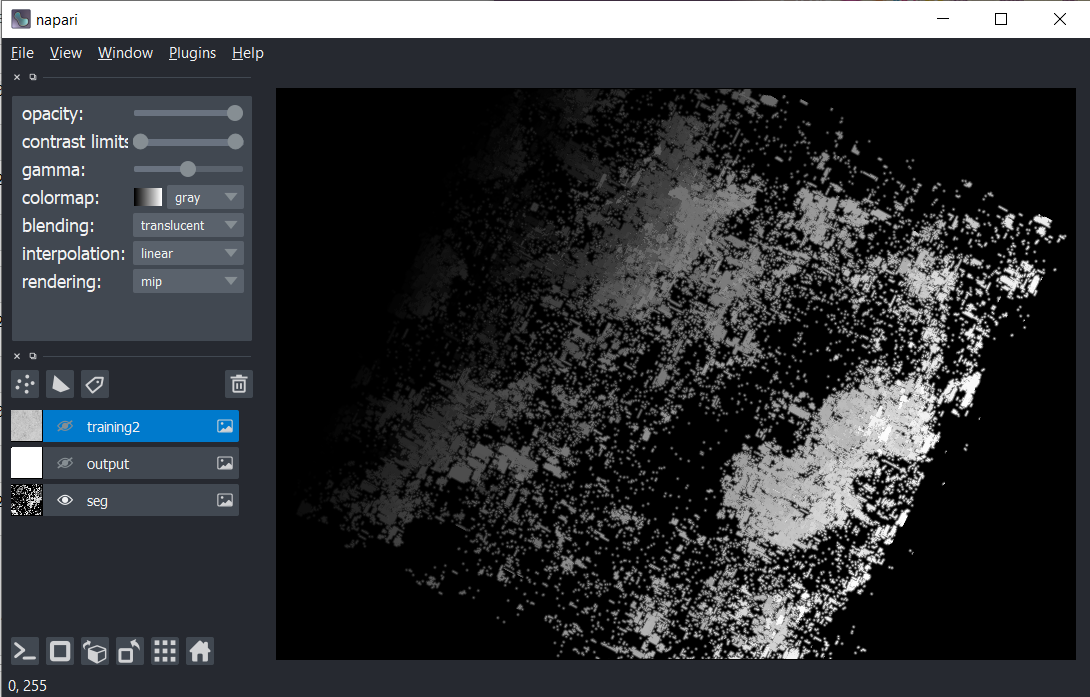 napari
File View Window Plugins Help
opacity:
contrast limits
gamma:
colormap: gray
blending: translucent
interpolation: linear
rendering: mip
training2
output
seg
0, 255